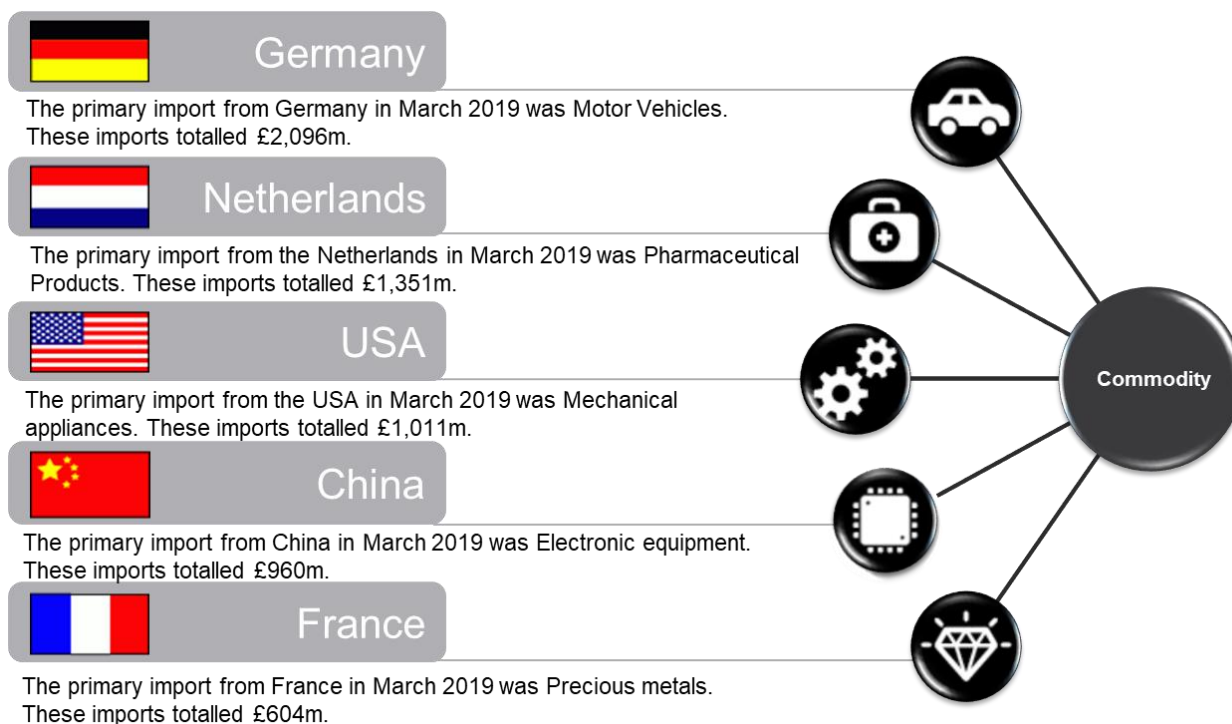 Germany
The primary import from Germany in March 2019 was Motor Vehicles.
These imports totalled £2,096m.
Netherlands
The primary import from the Netherlands in March 2019 was Pharmaceutical
Products. These imports totalled £1,351m.
USA
The primary import from the USA in March 2019 was Mechanical
appliances. These imports totalled £1,011m.
China
The primary import from China in March 2019 was Electronic equipment.
These imports totalled £960m.
France
The primary import from France in March 2019 was Precious metals.
These imports totalled £604m.
Commodity